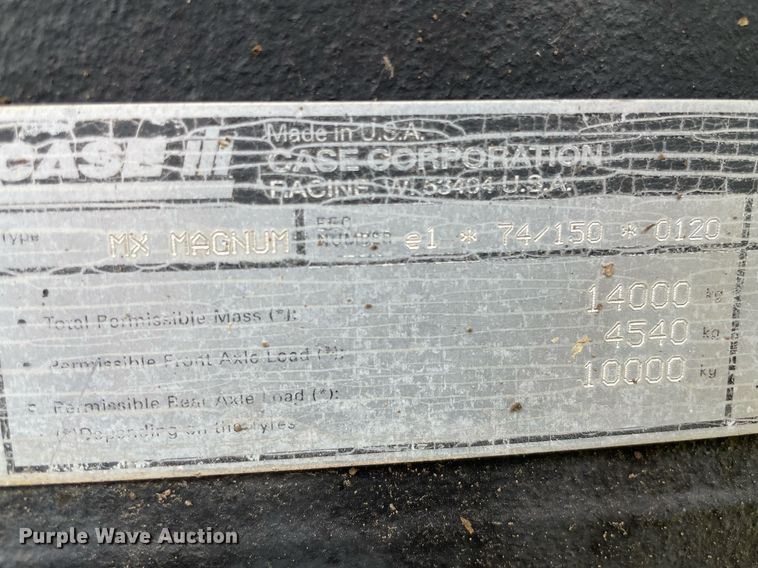 CASE III
Made in U.S.A.
CASE CORPORATION
RACINE, WI 53404 U.S.A.
Type MX MAGNUM EEC NUMBER e1 * 74/150 * 0120
• Total Permissible Mass (*): 14000 kg
• Permissible Front Axle Load (*): 4540 kg
• Permissible Rear Axle Load (*): 10000 kg
(*)Depending on the tyres
Purple Wave Auction